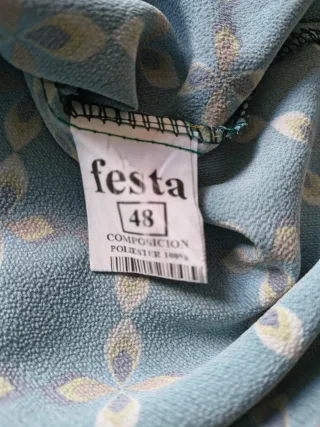 festa
48
COMPOSICION
POLIESTER 100%